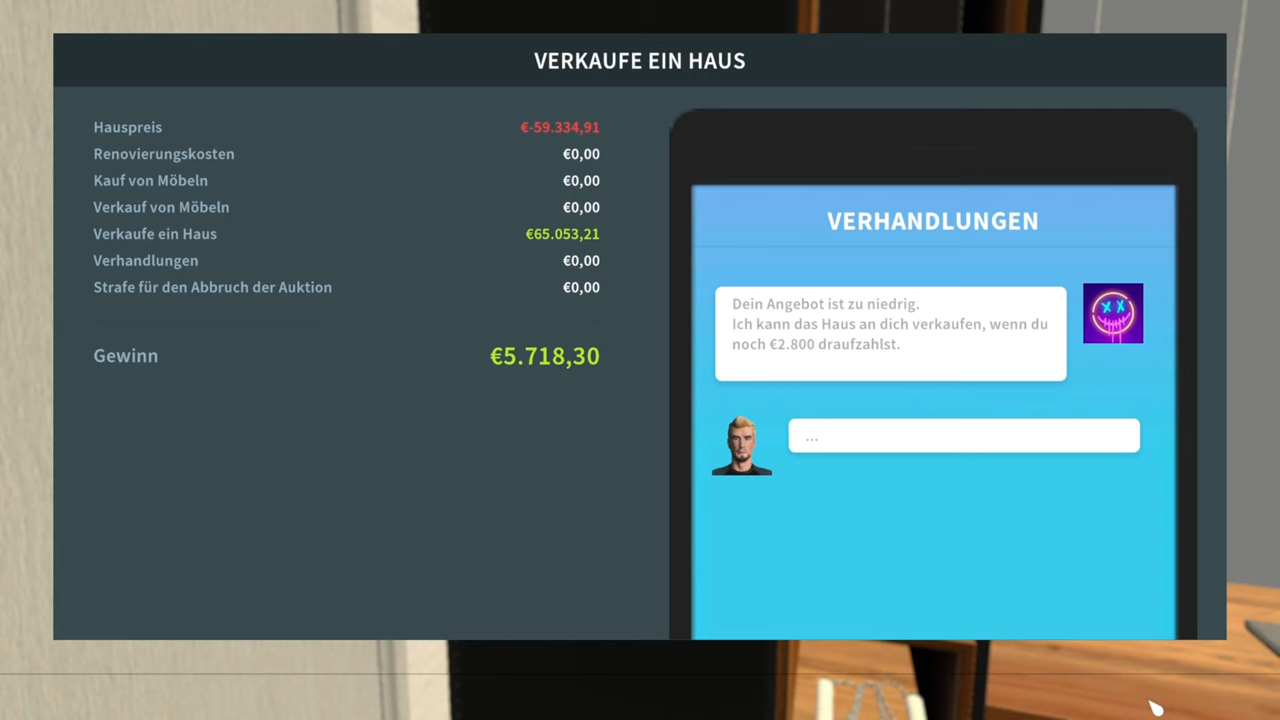 VERKAUFE EIN HAUS
Hauspreis €-59.334,91
Renovierungskosten €0,00
Kauf von Möbeln €0,00
Verkauf von Möbeln €0,00
Verkaufe ein Haus €65.053,21
Verhandlungen €0,00
Strafe für den Abbruch der Auktion €0,00
Gewinn €5.718,30
VERHANDLUNGEN
Dein Angebot ist zu niedrig.
Ich kann das Haus an dich verkaufen, wenn du
noch €2.800 draufzahlst.
...